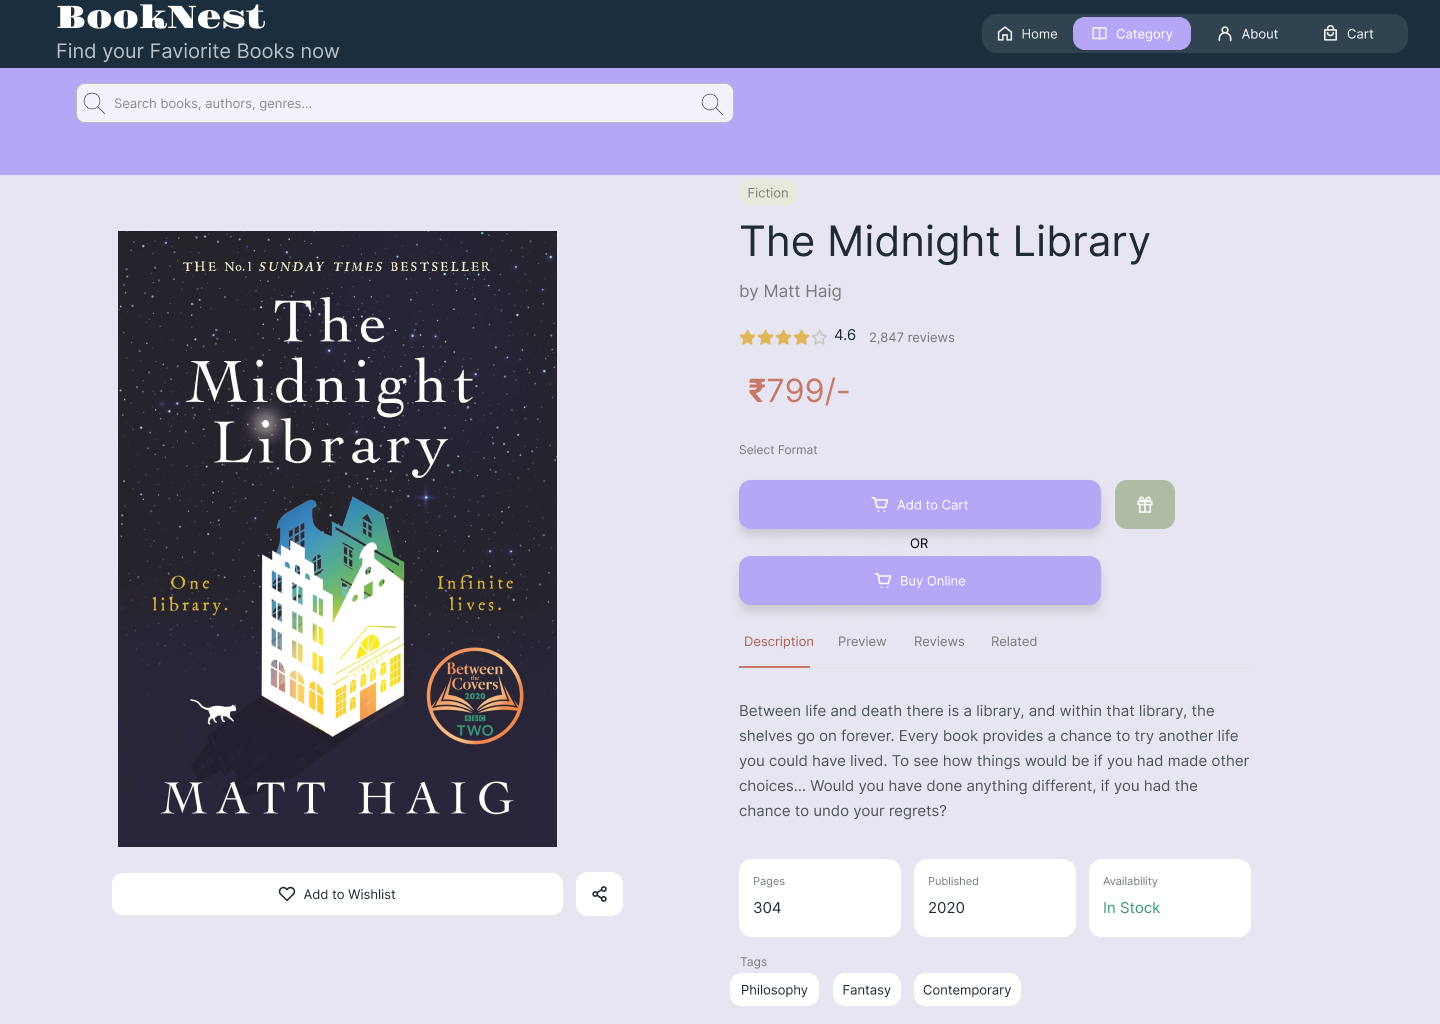 BookNest
Find your Faviorite Books now
Home
Category
About
Cart
Search books, authors, genres...
Fiction
The Midnight Library
by Matt Haig
4.6 2,847 reviews
₹799/-
Select Format
Add to Cart
OR
Buy Online
Description Preview Reviews Related
Between life and death there is a library, and within that library, the
shelves go on forever. Every book provides a chance to try another life
you could have lived. To see how things would be if you had made other
choices... Would you have done anything different, if you had the
chance to undo your regrets?
Pages
304
Published
2020
Availability
In Stock
Tags
Philosophy
Fantasy
Contemporary
THE No.1 SUNDAY TIMES BESTSELLER
The
Midnight
Library
One
library.
Infinite
lives.
LIBRARY
Between
the
Covers
2020
BBC
TWO
MATT HAIG
Add to Wishlist